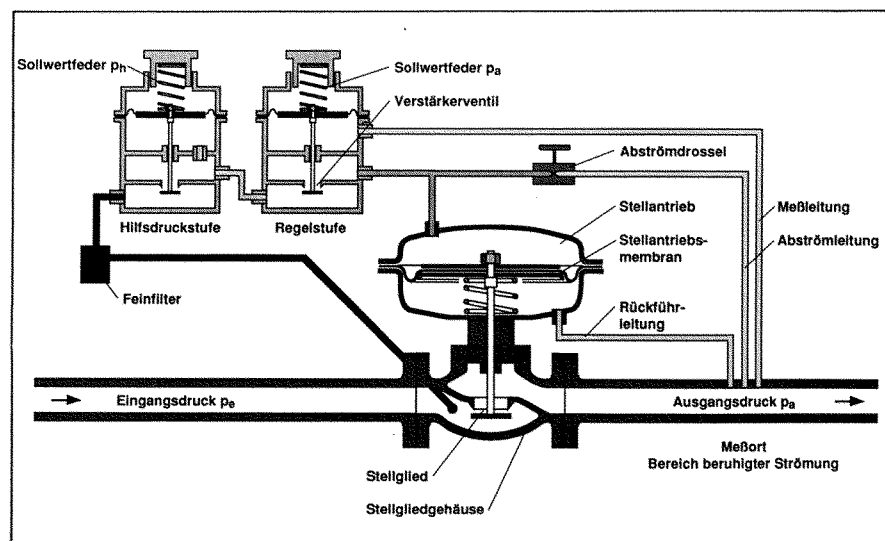 Sollwertfeder ph
Sollwertfeder pa
Verstärkerventil
Abströmdrossel
Hilfsdruckstufe
Regelstufe
Stellantrieb
Meßleitung
Stellantriebs-
membran
Abströmleitung
Feinfilter
Rückführ-
leitung
Eingangsdruck pe
Ausgangsdruck pa
Meßort
Bereich beruhigter Strömung
Stellglied
Stellgliedgehäuse